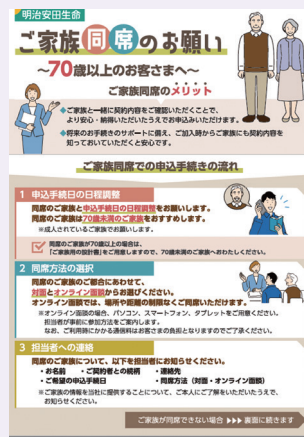 明治安田生命
ご家族同席のお願い
~70歳以上のお客さまへ~
ご家族同席のメリット
◆ご家族と一緒に契約内容をご確認いただくことで、
より安心・納得いただいたうえでお申込みいただけます。
◆将来のお手続きのサポートに備え、ご加入時からご家族にも契約内容を
知っておいていただくと安心です。
ご家族同席での申込手続きの流れ
1 申込手続日の日程調整
同席のご家族と申込手続日の日程調整をお願いします。
同席のご家族は70歳未満のご家族をおすすめします。
※成人されているご家族でお願いします。
同席のご家族が70歳以上の場合は、
「ご家族用の設計書」をご用意しますので、70歳未満のご家族へおわたしください。
2 同席方法の選択
同席のご家族のご都合にあわせて、
対面とオンライン面談からお選びください。
オンライン面談では、場所や距離の制限なくご同席いただけます。
※オンライン面談の場合、パソコン、スマートフォン、タブレットをご用意ください。
担当者が事前に参加方法をご案内します。
なお、ご利用時にかかる通信料はお客さまの負担となりますのでご了承ください。
3 担当者への連絡
同席のご家族について、以下を担当者にお知らせください。
・お名前 ・ご契約者との続柄 ・連絡先
・ご希望の申込手続日 ・同席方法(対面・オンライン面談)
※ご家族の情報を当社に提供することについて、ご本人にご了解をいただいたうえで、
お知らせください。
ご家族が同席できない場合 ▶▶▶ 裏面に続きます